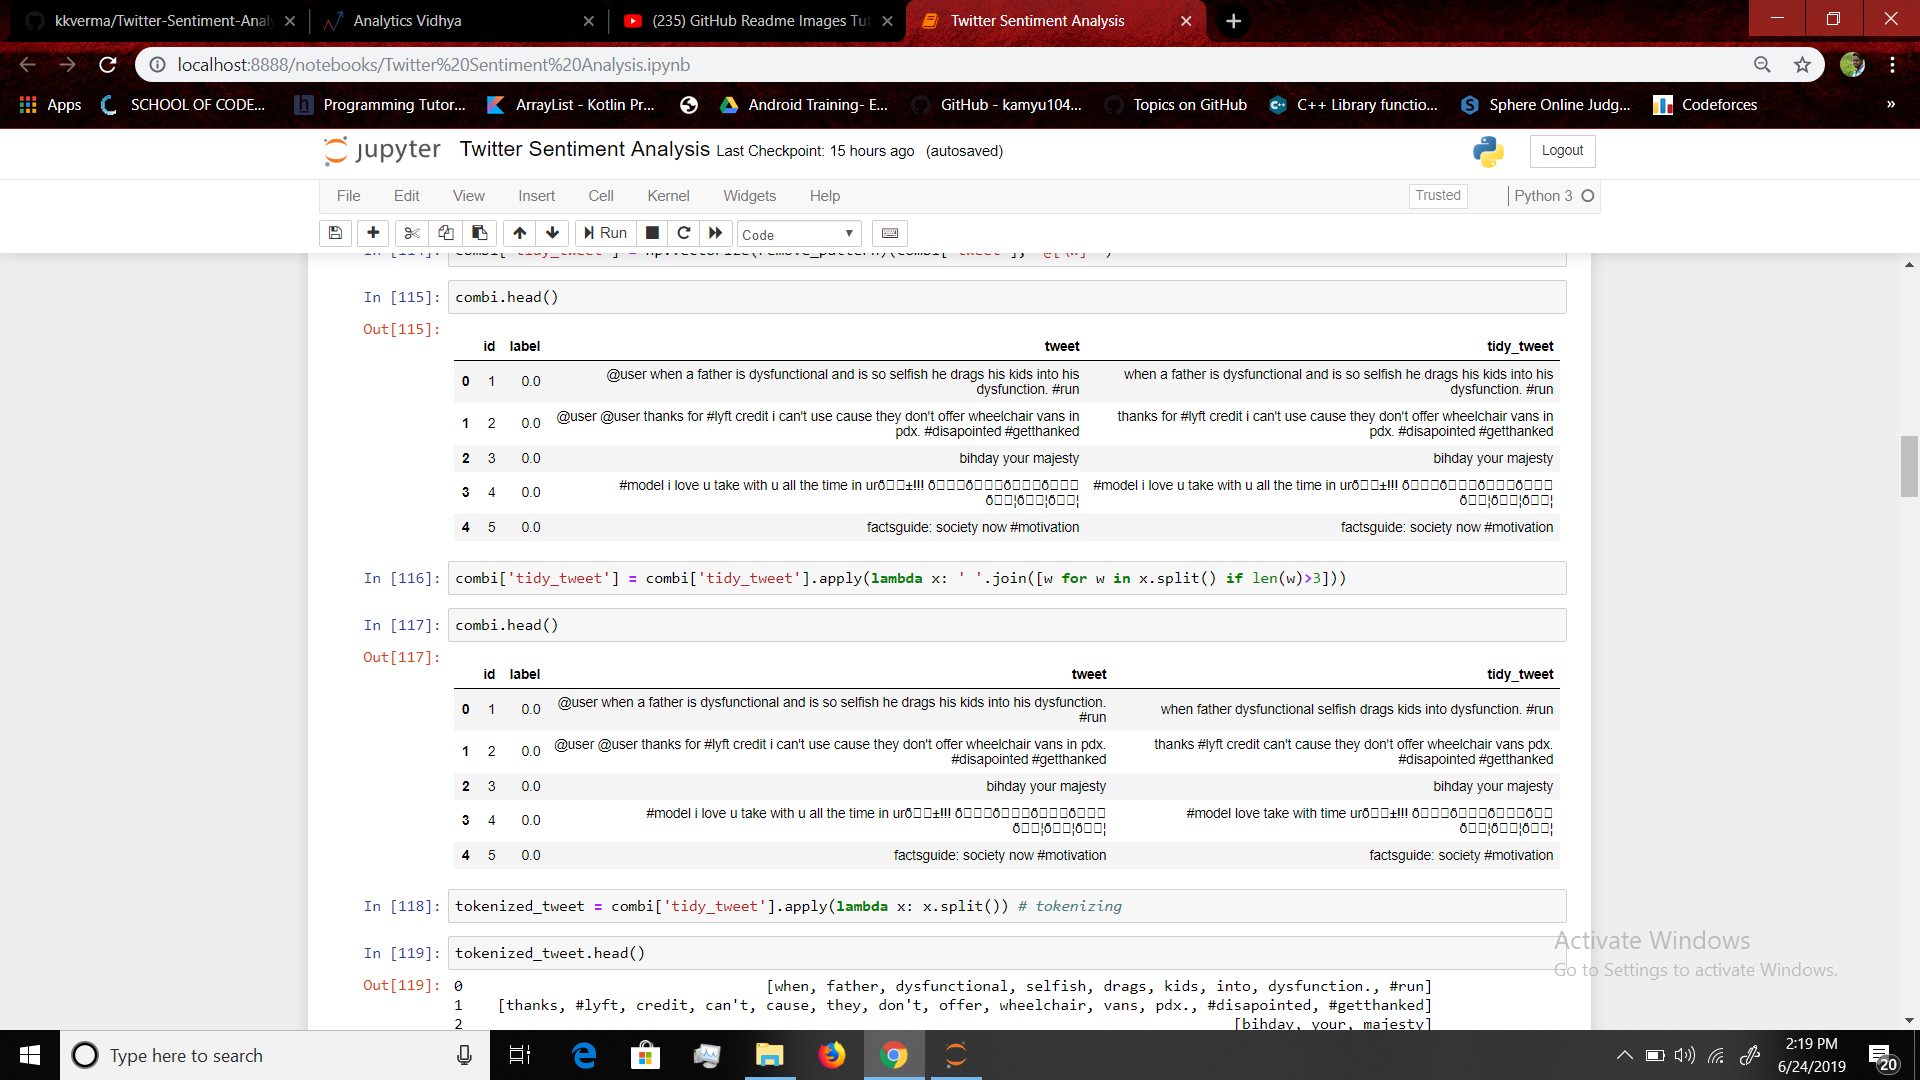 kkverma/Twitter-Sentiment-Anal
Analytics Vidhya
(235) GitHub Readme Images Tut
Twitter Sentiment Analysis
localhost:8888/notebooks/Twitter%20Sentiment%20Analysis.ipynb
Apps SCHOOL OF CODE... Programming Tutor... ArrayList - Kotlin Pr... Android Training- E... GitHub - kamyu104... Topics on GitHub C++ Library functio... Sphere Online Judg... Codeforces »
jupyter Twitter Sentiment Analysis Last Checkpoint: 15 hours ago (autosaved) Logout
File Edit View Insert Cell Kernel Widgets Help Trusted Python 3
Run Code
In [115]: combi.head()
Out[115]:
id label tweet tidy_tweet
0 1 0.0 @user when a father is dysfunctional and is so selfish he drags his kids into his dysfunction. #run when a father is dysfunctional and is so selfish he drags his kids into his dysfunction. #run
1 2 0.0 @user @user thanks for #lyft credit i can't use cause they don't offer wheelchair vans in pdx. #disapointed #getthanked thanks for #lyft credit i can't use cause they don't offer wheelchair vans in pdx. #disapointed #getthanked
2 3 0.0 bihday your majesty bihday your majesty
3 4 0.0 #model i love u take with u all the time in urð□□±!!! ð□□□ð□□□ð□□□ð□□□ ð□□¦ð□□¦ð□□¦ #model i love u take with u all the time in urð□□±!!! ð□□□ð□□□ð□□□ð□□□ ð□□¦ð□□¦ð□□¦
4 5 0.0 factsguide: society now #motivation factsguide: society now #motivation
In [116]: combi['tidy_tweet'] = combi['tidy_tweet'].apply(lambda x: ' '.join([w for w in x.split() if len(w)>3]))
In [117]: combi.head()
Out[117]:
id label tweet tidy_tweet
0 1 0.0 @user when a father is dysfunctional and is so selfish he drags his kids into his dysfunction. #run when father dysfunctional selfish drags kids into dysfunction. #run
1 2 0.0 @user @user thanks for #lyft credit i can't use cause they don't offer wheelchair vans in pdx. #disapointed #getthanked thanks #lyft credit can't cause they don't offer wheelchair vans pdx. #disapointed #getthanked
2 3 0.0 bihday your majesty bihday your majesty
3 4 0.0 #model i love u take with u all the time in urð□□±!!! ð□□□ð□□□ð□□□ð□□□ ð□□¦ð□□¦ð□□¦ #model love take with time urð□□±!!! ð□□□ð□□□ð□□□ð□□□ ð□□¦ð□□¦ð□□¦
4 5 0.0 factsguide: society now #motivation factsguide: society #motivation
In [118]: tokenized_tweet = combi['tidy_tweet'].apply(lambda x: x.split()) # tokenizing
In [119]: tokenized_tweet.head()
Out[119]: 0 [when, father, dysfunctional, selfish, drags, kids, into, dysfunction., #run]
1 [thanks, #lyft, credit, can't, cause, they, don't, offer, wheelchair, vans, pdx., #disapointed, #getthanked]
2 [bihday, your, majesty]
Activate Windows
Go to Settings to activate Windows.
Type here to search
2:19 PM
6/24/2019
20